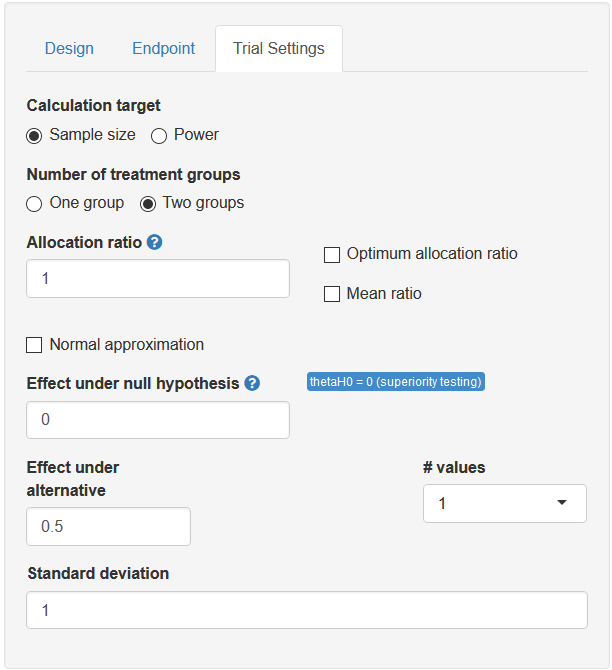 Design Endpoint Trial Settings
Calculation target
Sample size Power
Number of treatment groups
One group Two groups
Allocation ratio ?
1
Optimum allocation ratio
Mean ratio
Normal approximation
Effect under null hypothesis ?
thetaH0 = 0 (superiority testing)
0
Effect under
alternative
0.5
# values
1
Standard deviation
1